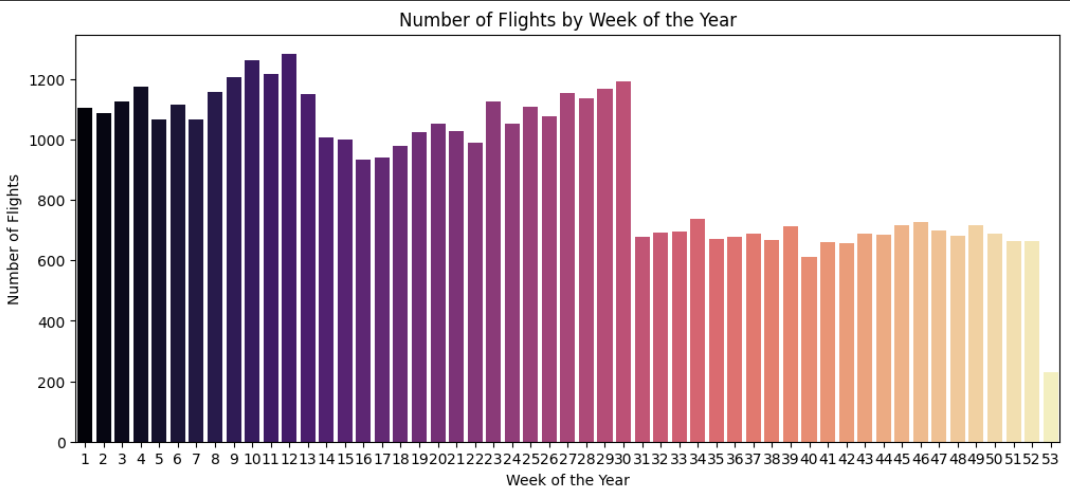 Number of Flights by Week of the Year
Number of Flights
1200
1000
800
600
400
200
0
1 2 3 4 5 6 7 8 9 10 11 12 13 14 15 16 17 18 19 20 21 22 23 24 25 26 27 28 29 30 31 32 33 34 35 36 37 38 39 40 41 42 43 44 45 46 47 48 49 50 51 52 53
Week of the Year